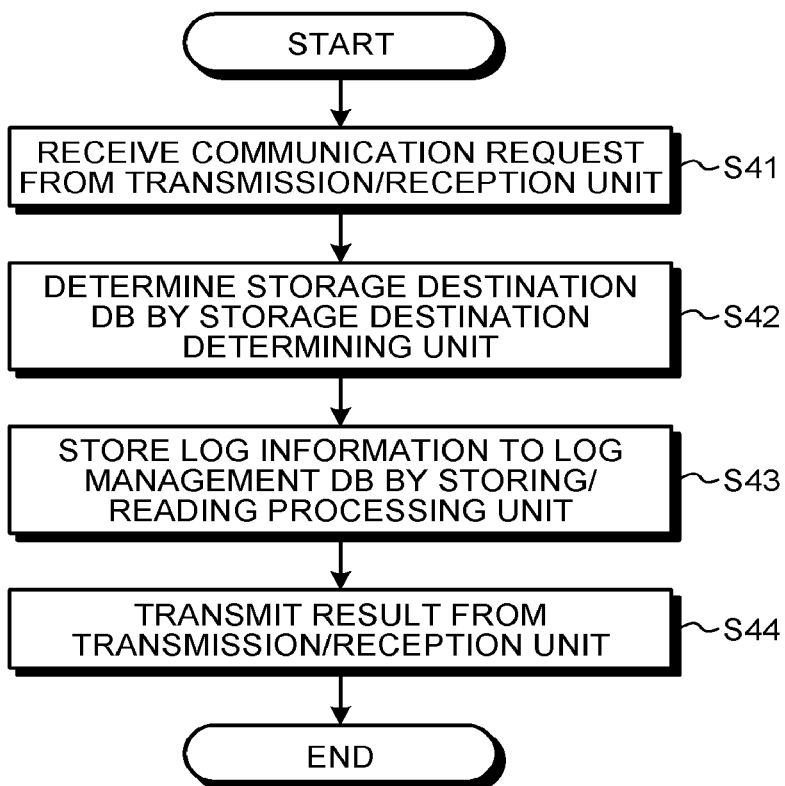 START
RECEIVE COMMUNICATION REQUEST
FROM TRANSMISSION/RECEPTION UNIT
S41
DETERMINE STORAGE DESTINATION
DB BY STORAGE DESTINATION
DETERMINING UNIT
S42
STORE LOG INFORMATION TO LOG
MANAGEMENT DB BY STORING/
READING PROCESSING UNIT
S43
TRANSMIT RESULT FROM
TRANSMISSION/RECEPTION UNIT
S44
END